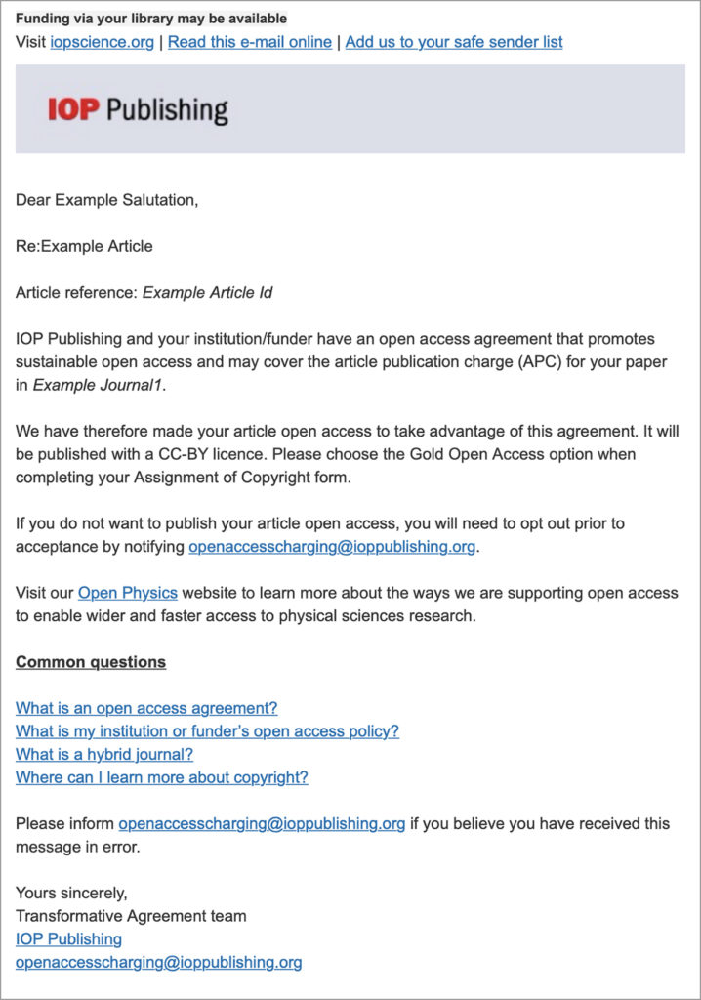 Funding via your library may be available
Visit iopscience.org | Read this e-mail online | Add us to your safe sender list
IOP Publishing
Dear Example Salutation,
Re:Example Article
Article reference: Example Article Id
IOP Publishing and your institution/funder have an open access agreement that promotes
sustainable open access and may cover the article publication charge (APC) for your paper
in Example Journal1.
We have therefore made your article open access to take advantage of this agreement. It will
be published with a CC-BY licence. Please choose the Gold Open Access option when
completing your Assignment of Copyright form.
If you do not want to publish your article open access, you will need to opt out prior to
acceptance by notifying openaccesscharging@ioppublishing.org.
Visit our Open Physics website to learn more about the ways we are supporting open access
to enable wider and faster access to physical sciences research.
Common questions
What is an open access agreement?
What is my institution or funder's open access policy?
What is a hybrid journal?
Where can I learn more about copyright?
Please inform openaccesscharging@ioppublishing.org if you believe you have received this
message in error.
Yours sincerely,
Transformative Agreement team
IOP Publishing
openaccesscharging@ioppublishing.org